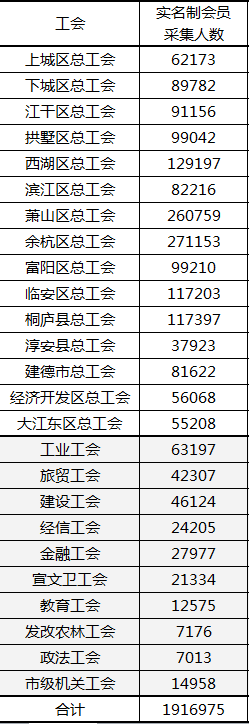 工会 实名制会员
采集人数
上城区总工会 62173
下城区总工会 89782
江干区总工会 91156
拱墅区总工会 99042
西湖区总工会 129197
滨江区总工会 82216
萧山区总工会 260759
余杭区总工会 271153
富阳区总工会 99210
临安区总工会 117203
桐庐县总工会 117397
淳安县总工会 37923
建德市总工会 81622
经济开发区总工会 56068
大江东区总工会 55208
工业工会 63197
旅贸工会 42307
建设工会 46124
经信工会 24205
金融工会 27977
宣文卫工会 21334
教育工会 12575
发改农林工会 7176
政法工会 7013
市级机关工会 14958
合计 1916975